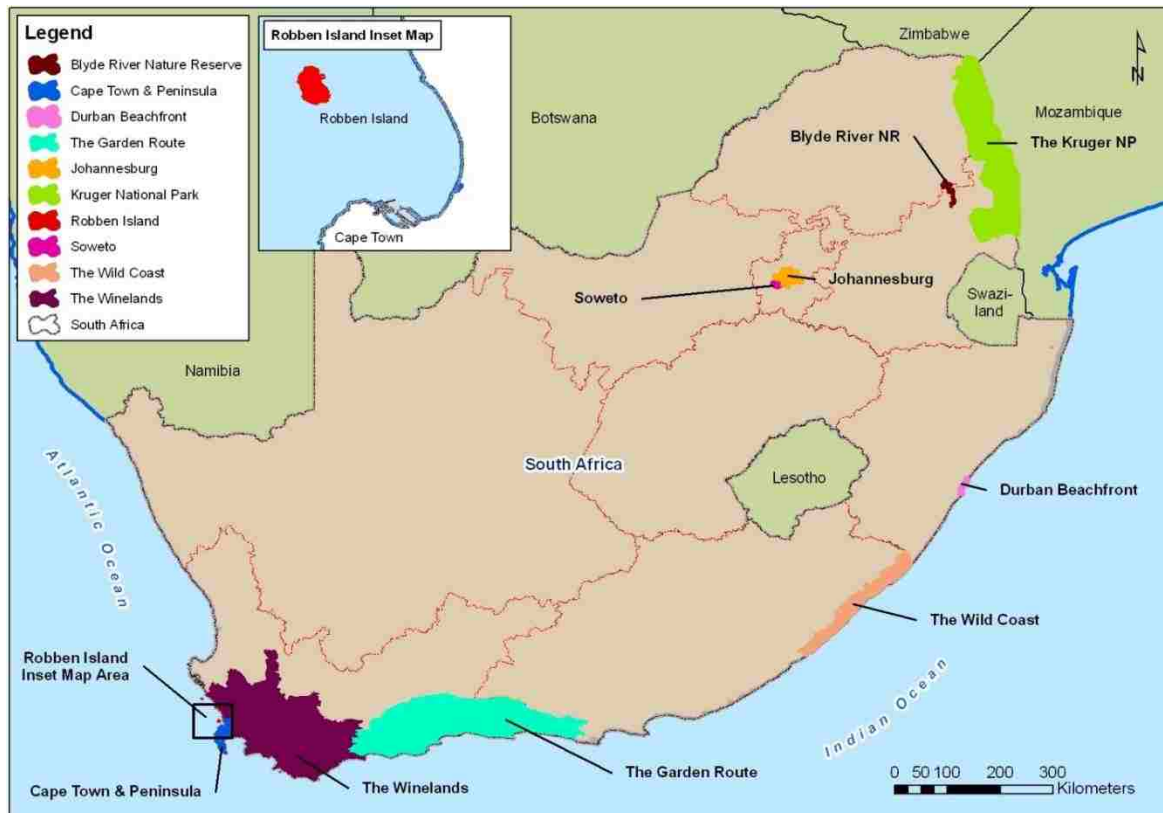 Legend
Blyde River Nature Reserve
Cape Town & Peninsula
Durban Beachfront
The Garden Route
Johannesburg
Kruger National Park
Robben Island
Soweto
The Wild Coast
The Winelands
South Africa
Robben Island Inset Map
Robben Island
Cape Town
Zimbabwe
N
Botswana
Mozambique
Blyde River NR
The Kruger NP
Johannesburg
Soweto
Swazi-
land
Namibia
Atlantic Ocean
South Africa
Lesotho
Durban Beachfront
The Wild Coast
Robben Island
Inset Map Area
Indian Ocean
The Garden Route
The Winelands
Cape Town & Peninsula
0 50 100 200 300
Kilometers